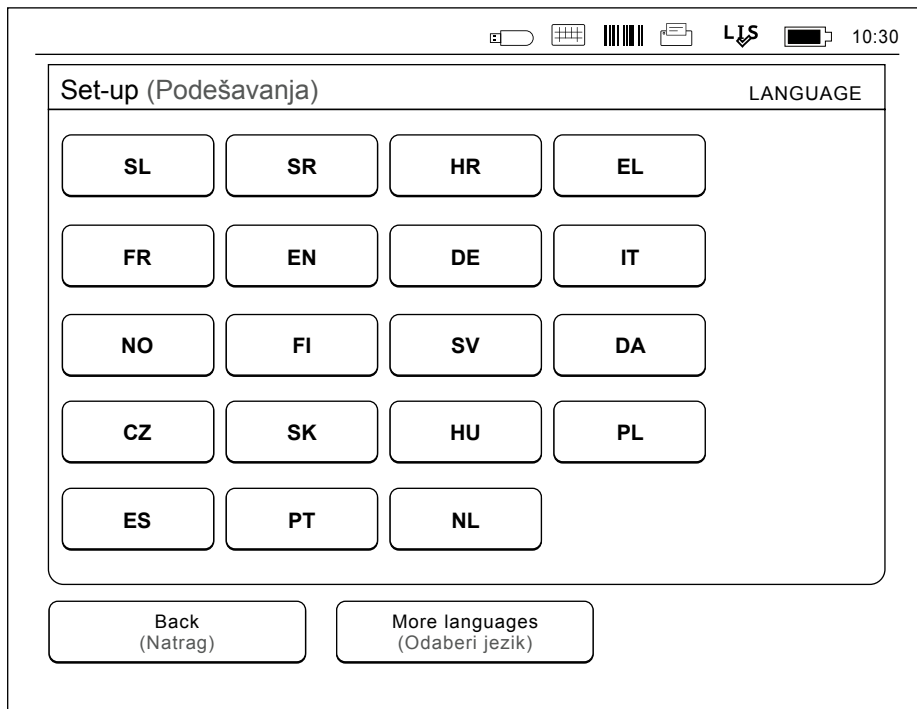 LIS 10:30
Set-up (Podešavanja) LANGUAGE
SL SR HR EL
FR EN DE IT
NO FI SV DA
CZ SK HU PL
ES PT NL
Back More languages
(Natrag) (Odaberi jezik)